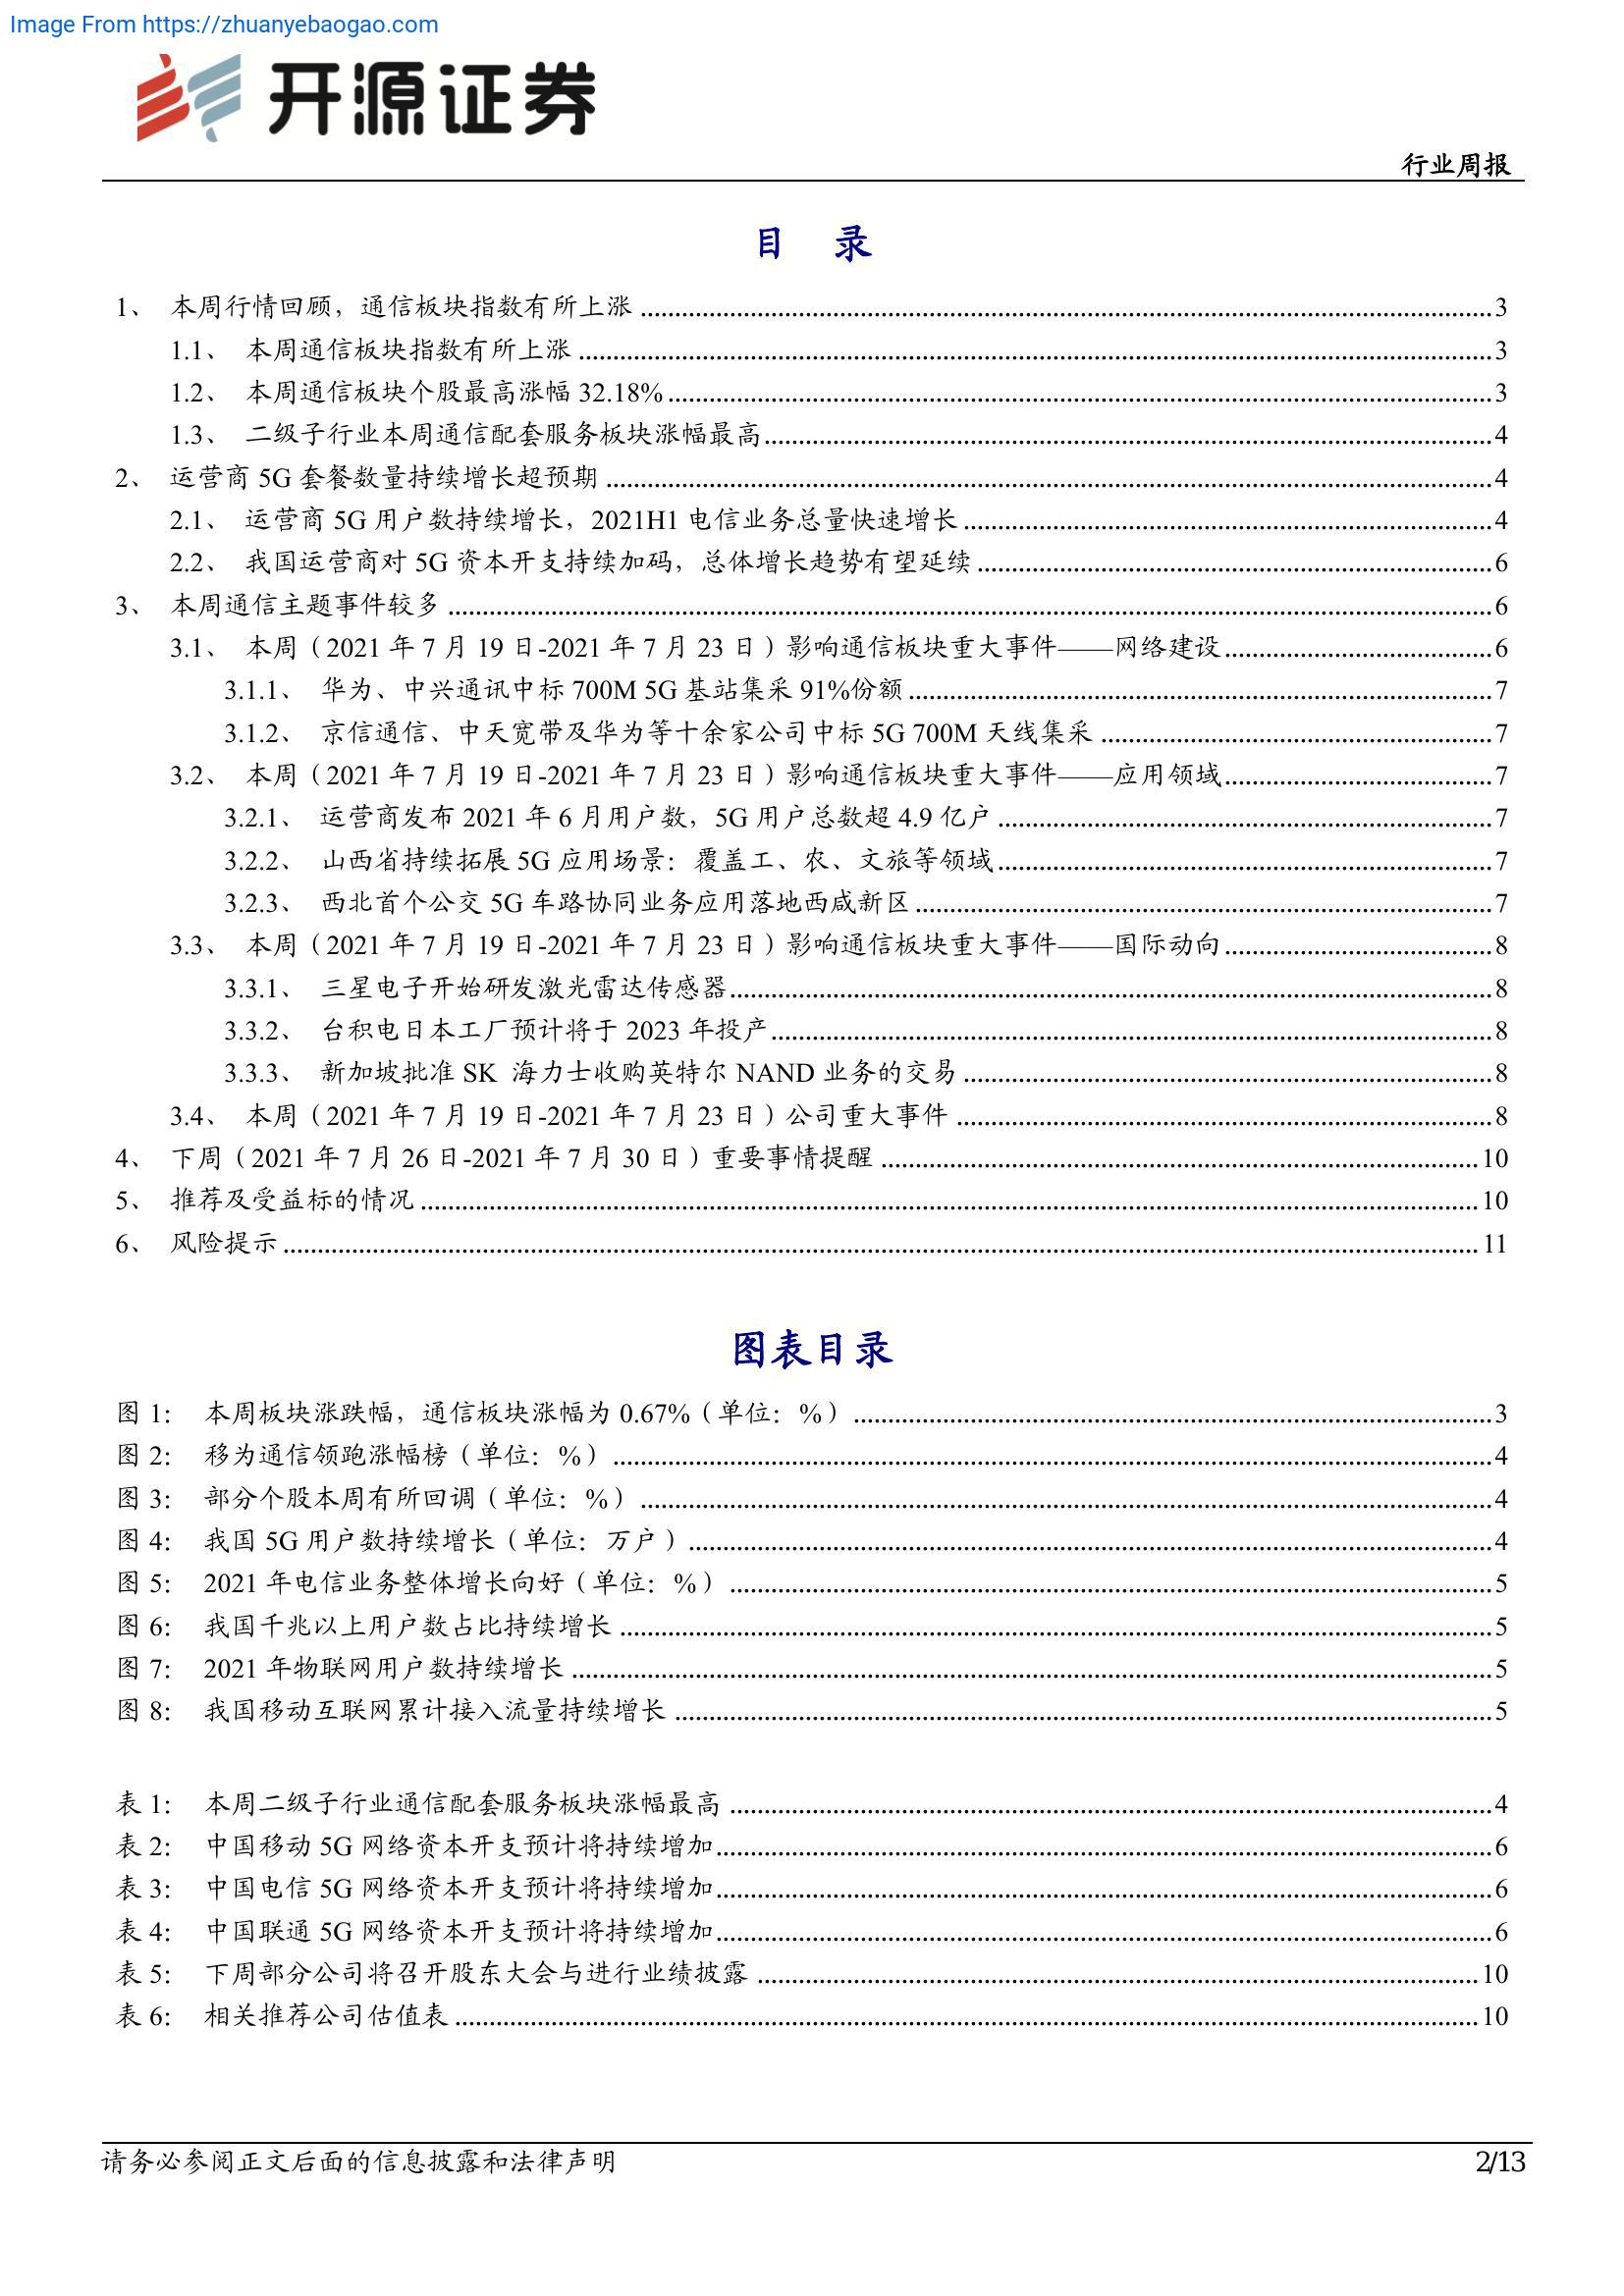 Image From https://zhuanyebaogao.com
开源证券
行业周报
目 录
1、 本周行情回顾，通信板块指数有所上涨 ........ 3
1.1、 本周通信板块指数有所上涨 ........ 3
1.2、 本周通信板块个股最高涨幅 32.18% ........ 3
1.3、 二级子行业本周通信配套服务板块涨幅最高 ........ 4
2、 运营商 5G 套餐数量持续增长超预期 ........ 4
2.1、 运营商 5G 用户数持续增长，2021H1 电信业务总量快速增长 ........ 4
2.2、 我国运营商对 5G 资本开支持续加码，总体增长趋势有望延续 ........ 6
3、 本周通信主题事件较多 ........ 6
3.1、 本周（2021 年 7 月 19 日-2021 年 7 月 23 日）影响通信板块重大事件——网络建设 ........ 6
3.1.1、 华为、中兴通讯中标 700M 5G 基站集采 91%份额 ........ 7
3.1.2、 京信通信、中天宽带及华为等十余家公司中标 5G 700M 天线集采 ........ 7
3.2、 本周（2021 年 7 月 19 日-2021 年 7 月 23 日）影响通信板块重大事件——应用领域 ........ 7
3.2.1、 运营商发布 2021 年 6 月用户数，5G 用户总数超 4.9 亿户 ........ 7
3.2.2、 山西省持续拓展 5G 应用场景：覆盖工、农、文旅等领域 ........ 7
3.2.3、 西北首个公交 5G 车路协同业务应用落地西咸新区 ........ 7
3.3、 本周（2021 年 7 月 19 日-2021 年 7 月 23 日）影响通信板块重大事件——国际动向 ........ 8
3.3.1、 三星电子开始研发激光雷达传感器 ........ 8
3.3.2、 台积电日本工厂预计将于 2023 年投产 ........ 8
3.3.3、 新加坡批准 SK 海力士收购英特尔 NAND 业务的交易 ........ 8
3.4、 本周（2021 年 7 月 19 日-2021 年 7 月 23 日）公司重大事件 ........ 8
4、 下周（2021 年 7 月 26 日-2021 年 7 月 30 日）重要事情提醒 ........ 10
5、 推荐及受益标的情况 ........ 10
6、 风险提示 ........ 11
图表目录
图 1： 本周板块涨跌幅，通信板块涨幅为 0.67%（单位：%） ........ 3
图 2： 移为通信领跑涨幅榜（单位：%） ........ 4
图 3： 部分个股本周有所回调（单位：%） ........ 4
图 4： 我国 5G 用户数持续增长（单位：万户） ........ 4
图 5： 2021 年电信业务整体增长向好（单位：%） ........ 5
图 6： 我国千兆以上用户数占比持续增长 ........ 5
图 7： 2021 年物联网用户数持续增长 ........ 5
图 8： 我国移动互联网累计接入流量持续增长 ........ 5
表 1： 本周二级子行业通信配套服务板块涨幅最高 ........ 4
表 2： 中国移动 5G 网络资本开支预计将持续增加 ........ 6
表 3： 中国电信 5G 网络资本开支预计将持续增加 ........ 6
表 4： 中国联通 5G 网络资本开支预计将持续增加 ........ 6
表 5： 下周部分公司将召开股东大会与进行业绩披露 ........ 10
表 6： 相关推荐公司估值表 ........ 10
请务必参阅正文后面的信息披露和法律声明
2/13